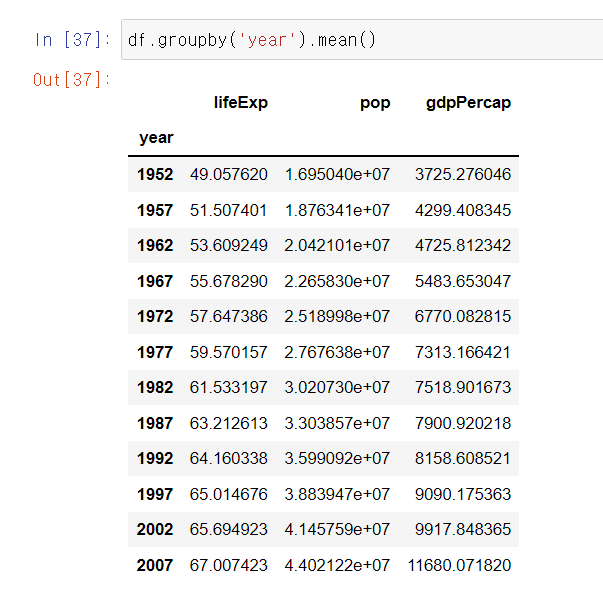 In [37]: df.groupby('year').mean()
Out[37]:
lifeExp pop gdpPercap
year
1952 49.057620 1.695040e+07 3725.276046
1957 51.507401 1.876341e+07 4299.408345
1962 53.609249 2.042101e+07 4725.812342
1967 55.678290 2.265830e+07 5483.653047
1972 57.647386 2.518998e+07 6770.082815
1977 59.570157 2.767638e+07 7313.166421
1982 61.533197 3.020730e+07 7518.901673
1987 63.212613 3.303857e+07 7900.920218
1992 64.160338 3.599092e+07 8158.608521
1997 65.014676 3.883947e+07 9090.175363
2002 65.694923 4.145759e+07 9917.848365
2007 67.007423 4.402122e+07 11680.071820